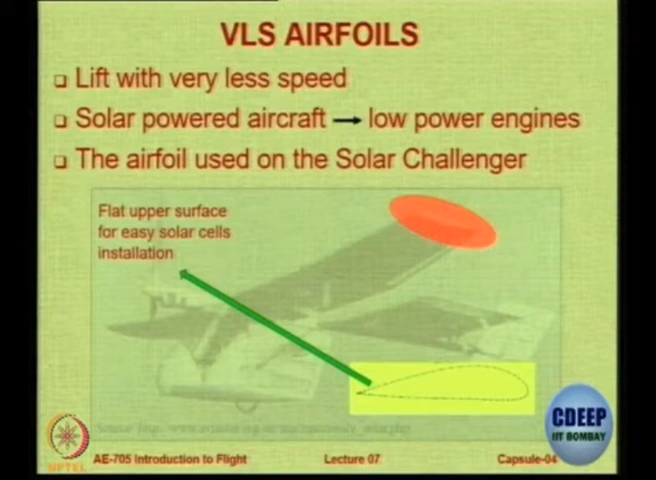 VLS AIRFOILS
Lift with very less speed
Solar powered aircraft → low power engines
The airfoil used on the Solar Challenger
Flat upper surface
for easy solar cells
installation
CDEEP
IIT BOMBAY
NPTEL
AE-705 Introduction to Flight Lecture 07 Capsule-04